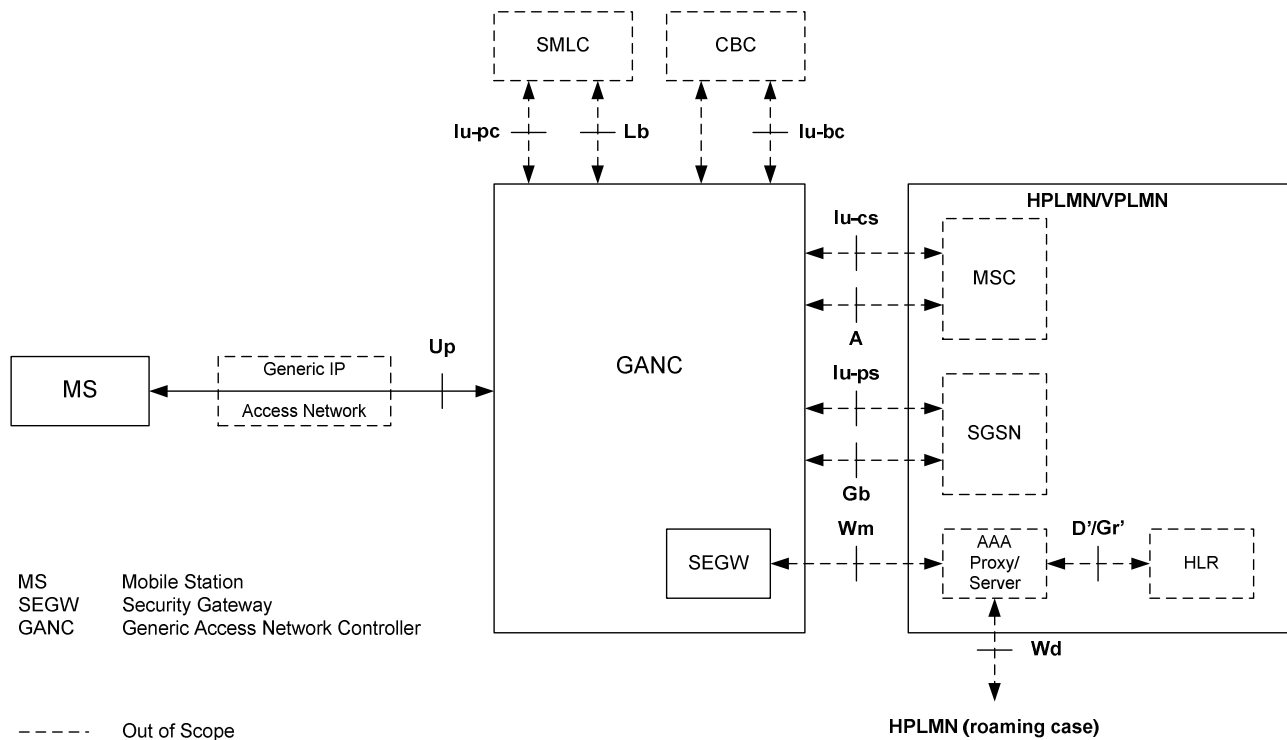 SMLC
CBC
Iu-pc
Lb
Iu-bc
HPLMN/VPLMN
Iu-cs
MSC
A
Up
GANC
Iu-ps
MS
Generic IP
Access Network
SGSN
Gb
Wm
D'/Gr'
SEGW
AAA
Proxy/
Server
HLR
MS Mobile Station
SEGW Security Gateway
GANC Generic Access Network Controller
Wd
Out of Scope
HPLMN (roaming case)